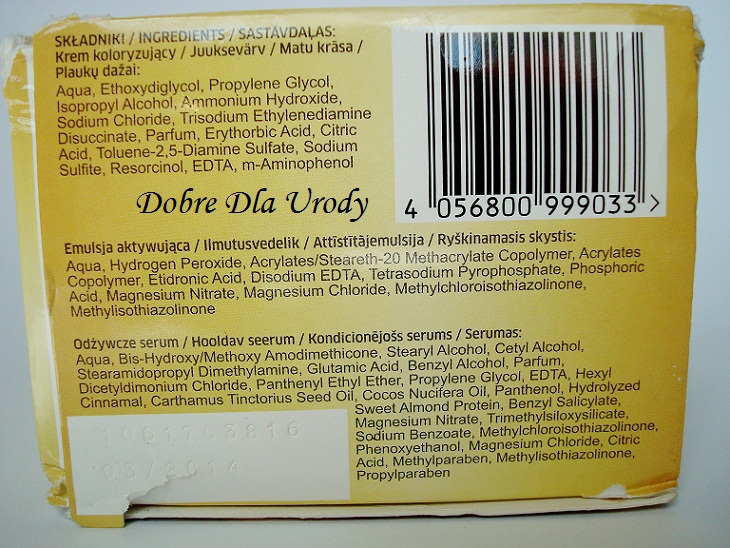 SKŁADNIKI / INGREDIENTS / SASTĀVDAĻAS:
Krem koloryzujący / Juuksevärv / Matu krāsa /
Plaukų dažai:
Aqua, Ethoxydiglycol, Propylene Glycol,
Isopropyl Alcohol, Ammonium Hydroxide,
Sodium Chloride, Trisodium Ethylenediamine
Disuccinate, Parfum, Erythorbic Acid, Citric
Acid, Toluene-2,5-Diamine Sulfate, Sodium
Sulfite, Resorcinol, EDTA, m-Aminophenol
Dobre Dla Urody
4 056800 999033 >
Emulsja aktywująca / Ilmutusvedelik / Attīstītājemulsija / Ryškinamasis skystis:
Aqua, Hydrogen Peroxide, Acrylates/Steareth-20 Methacrylate Copolymer, Acrylates
Copolymer, Etidronic Acid, Disodium EDTA, Tetrasodium Pyrophosphate, Phosphoric
Acid, Magnesium Nitrate, Magnesium Chloride, Methylchloroisothiazolinone,
Methylisothiazolinone
Odżywcze serum / Hooldav seerum / Kondicionējošs serums / Serumas:
Aqua, Bis-Hydroxy/Methoxy Amodimethicone, Stearyl Alcohol, Cetyl Alcohol,
Stearamidopropyl Dimethylamine, Glutamic Acid, Benzyl Alcohol, Parfum,
Dicetyldimonium Chloride, Panthenyl Ethyl Ether, Propylene Glycol, EDTA, Hexyl
Cinnamal, Carthamus Tinctorius Seed Oil, Cocos Nucifera Oil, Panthenol, Hydrolyzed
Sweet Almond Protein, Benzyl Salicylate,
Magnesium Nitrate, Trimethylsiloxysilicate,
Sodium Benzoate, Methylchloroisothiazolinone,
Phenoxyethanol, Magnesium Chloride, Citric
Acid, Methylparaben, Methylisothiazolinone,
Propylparaben
03/2014